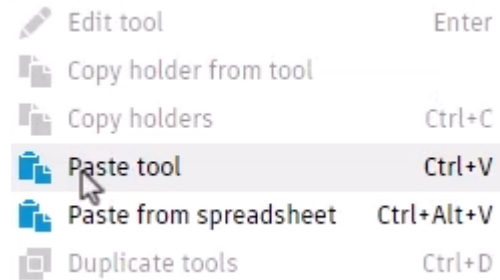 Edit tool Enter
Copy holder from tool
Copy holders Ctrl+C
Paste tool Ctrl+V
Paste from spreadsheet Ctrl+Alt+V
Duplicate tools Ctrl+D